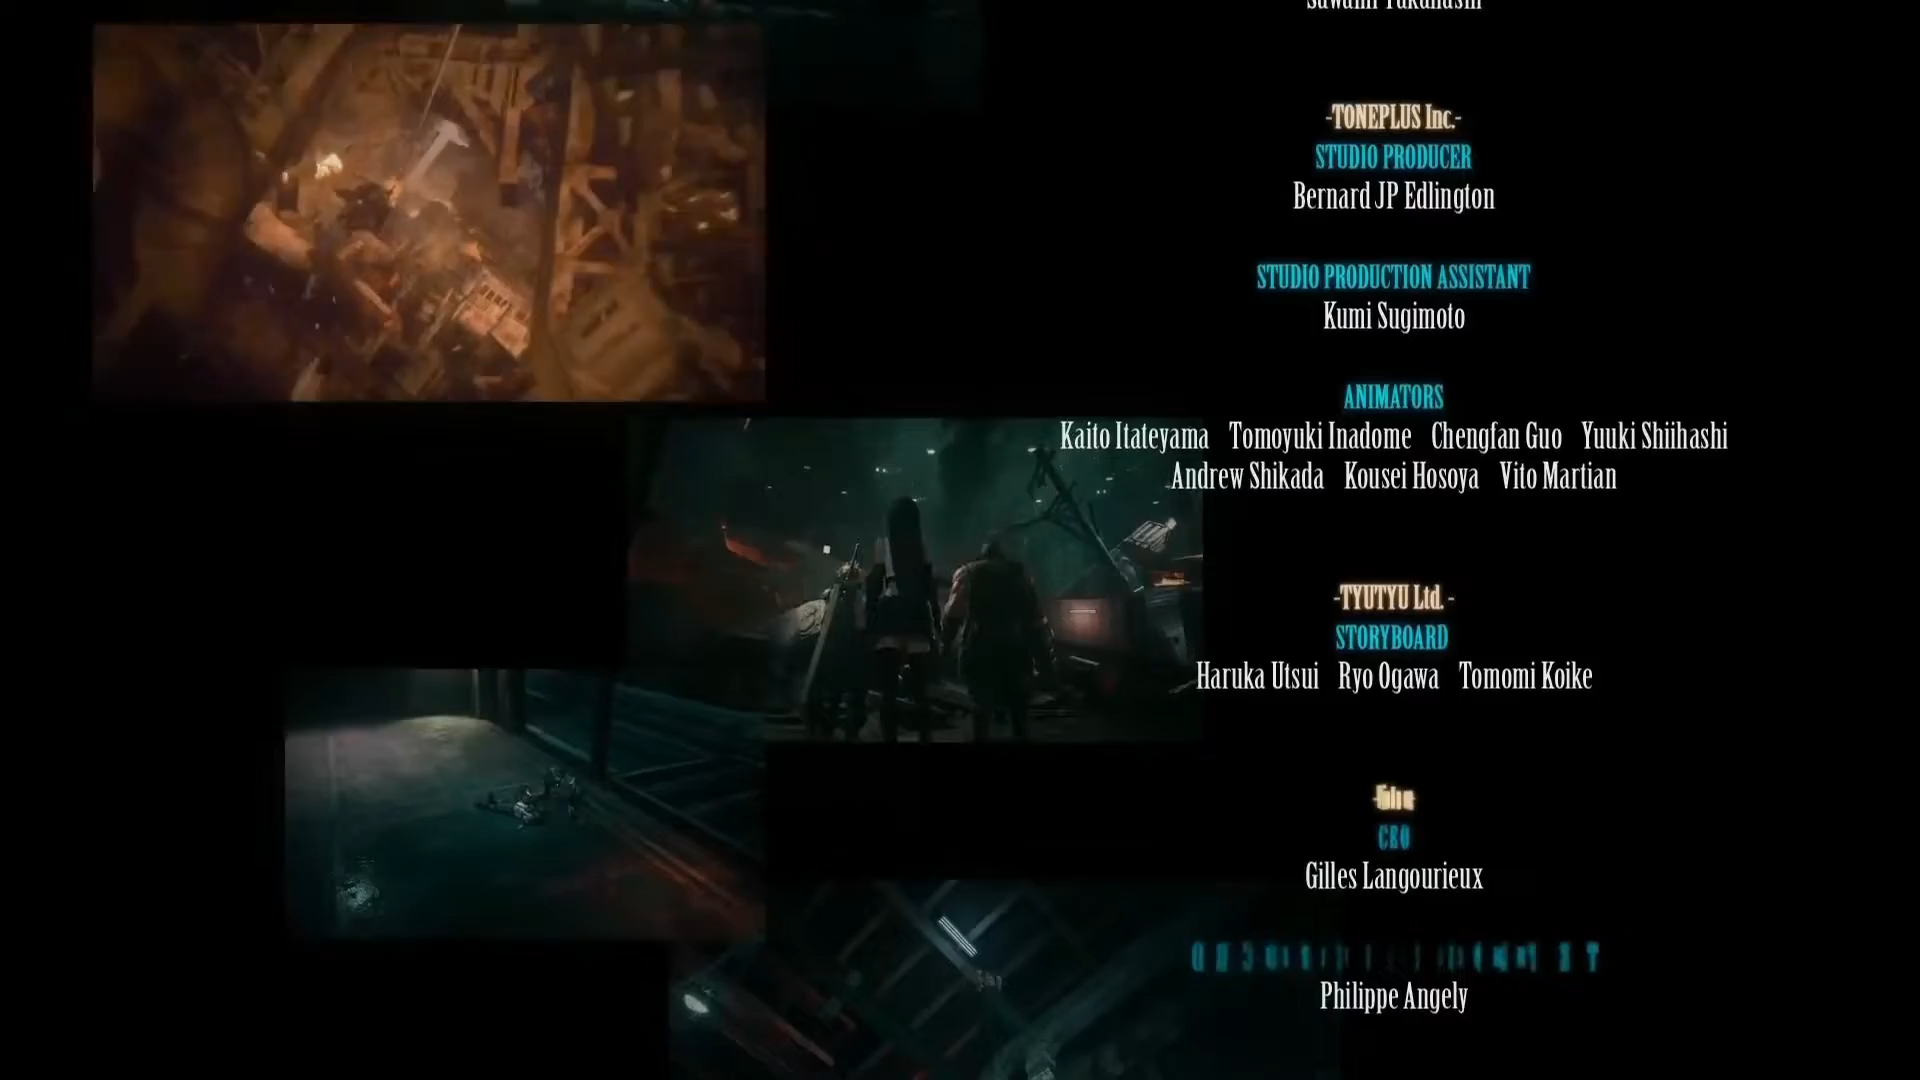 -TONEPLUS Inc.-
STUDIO PRODUCER
Bernard JP Edlington
STUDIO PRODUCTION ASSISTANT
Kumi Sugimoto
ANIMATORS
Kaito Itateyama Tomoyuki Inadome Chengfan Guo Yuuki Shiihashi
Andrew Shikada Kousei Hosoya Vito Martian
-TYUTYU Ltd. -
STORYBOARD
Haruka Utsui Ryo Ogawa Tomomi Koike
Gilles Langourieux
Philippe Angely